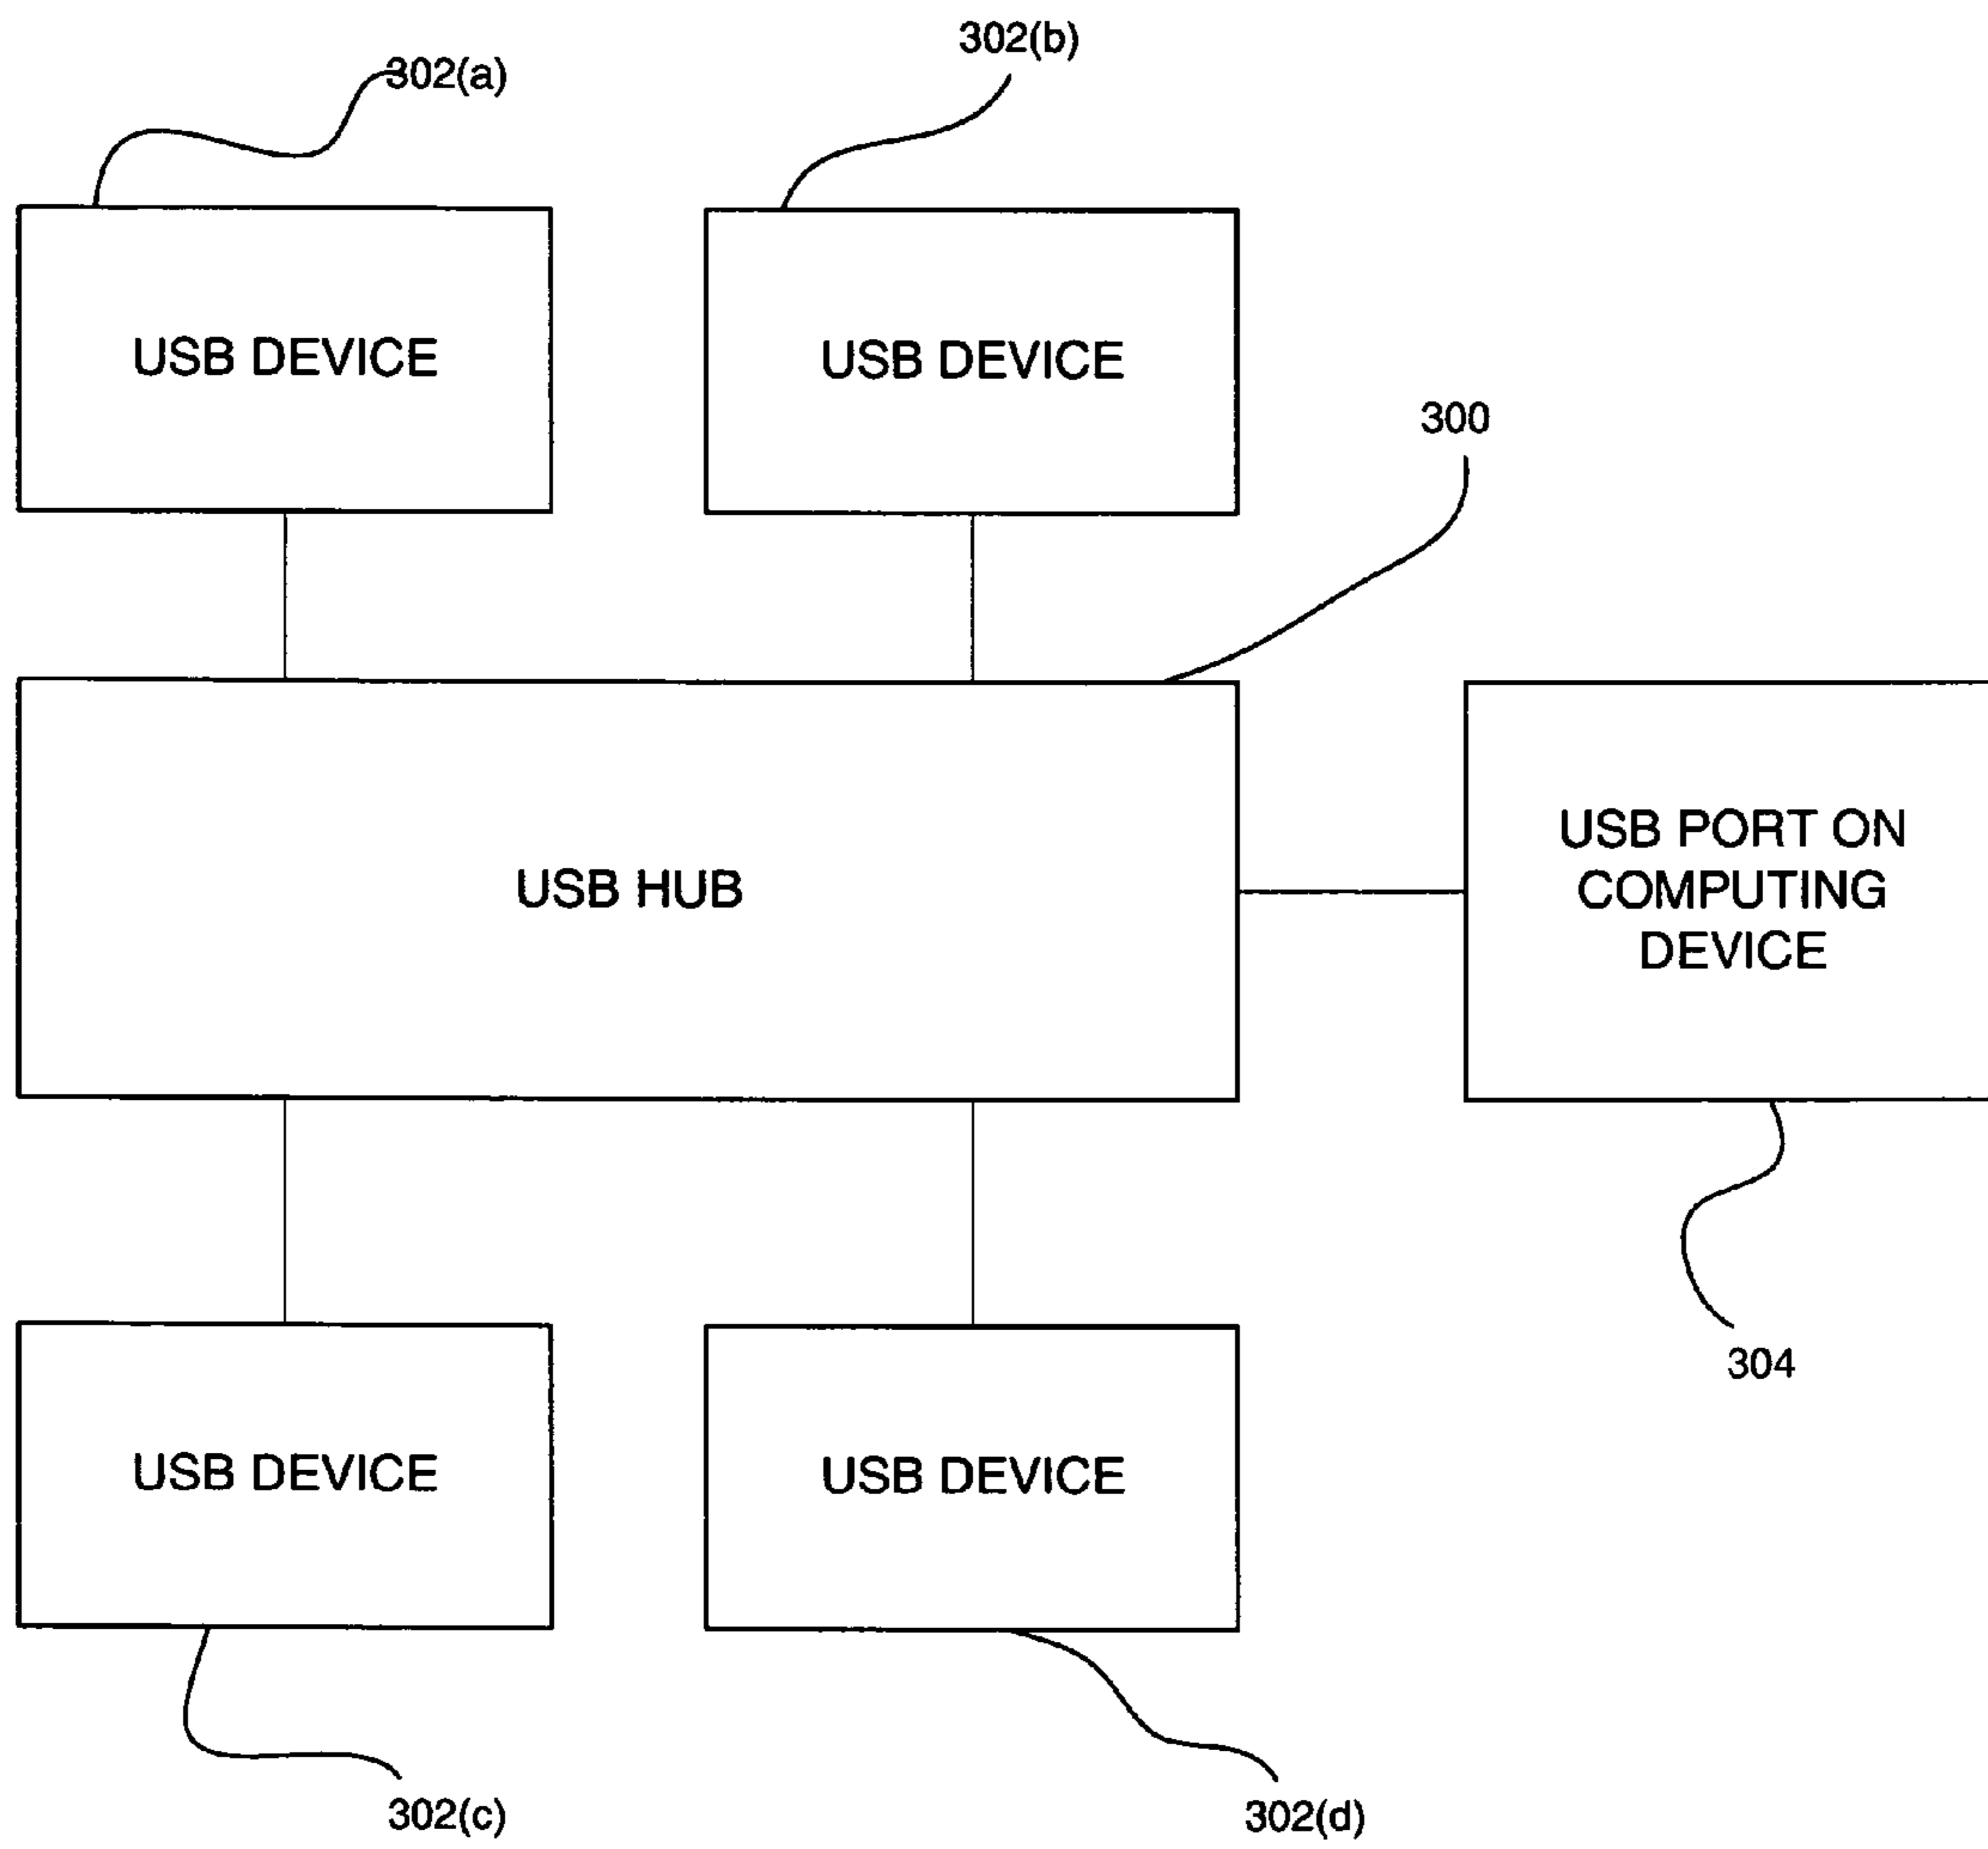 302(a)
302(b)
USB DEVICE
USB DEVICE
300
USB HUB
USB PORT ON
COMPUTING
DEVICE
304
USB DEVICE
USB DEVICE
302(c)
302(d)